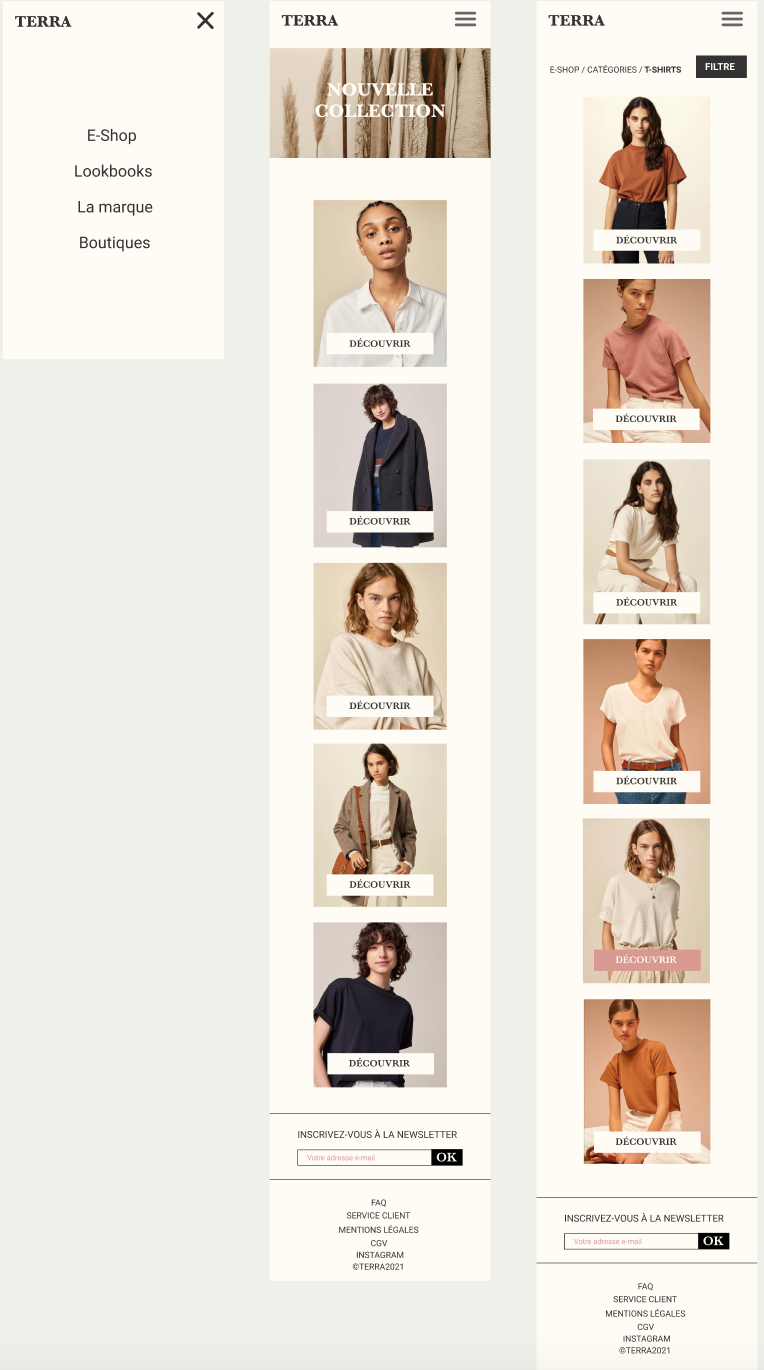 TERRA
E-Shop
Lookbooks
La marque
Boutiques
TERRA
NOUVELLE
COLLECTION
DÉCOUVRIR
DÉCOUVRIR
DÉCOUVRIR
DÉCOUVRIR
DÉCOUVRIR
INSCRIVEZ-VOUS À LA NEWSLETTER
Votre adresse e-mail OK
FAQ
SERVICE CLIENT
MENTIONS LÉGALES
CGV
INSTAGRAM
©TERRA2021
TERRA
E-SHOP / CATÉGORIES / T-SHIRTS FILTRE
DÉCOUVRIR
DÉCOUVRIR
DÉCOUVRIR
DÉCOUVRIR
DÉCOUVRIR
DÉCOUVRIR
INSCRIVEZ-VOUS À LA NEWSLETTER
Votre adresse e-mail OK
FAQ
SERVICE CLIENT
MENTIONS LÉGALES
CGV
INSTAGRAM
©TERRA2021